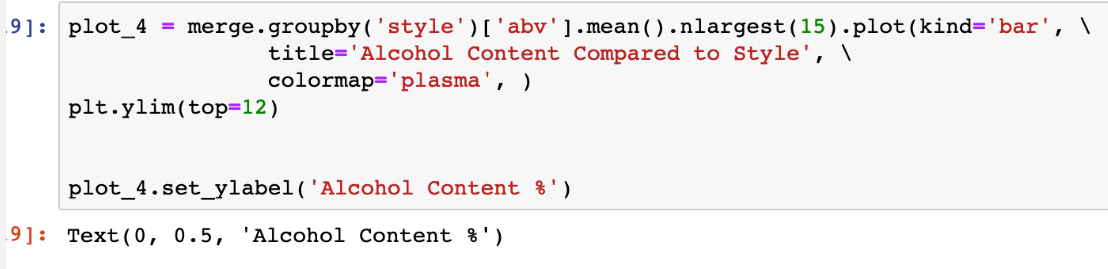 .9]: plot_4 = merge.groupby('style')['abv'].mean().nlargest(15).plot(kind='bar', \
title='Alcohol Content Compared to Style', \
colormap='plasma', )
plt.ylim(top=12)
plot_4.set_ylabel('Alcohol Content %')
.9]: Text(0, 0.5, 'Alcohol Content %')